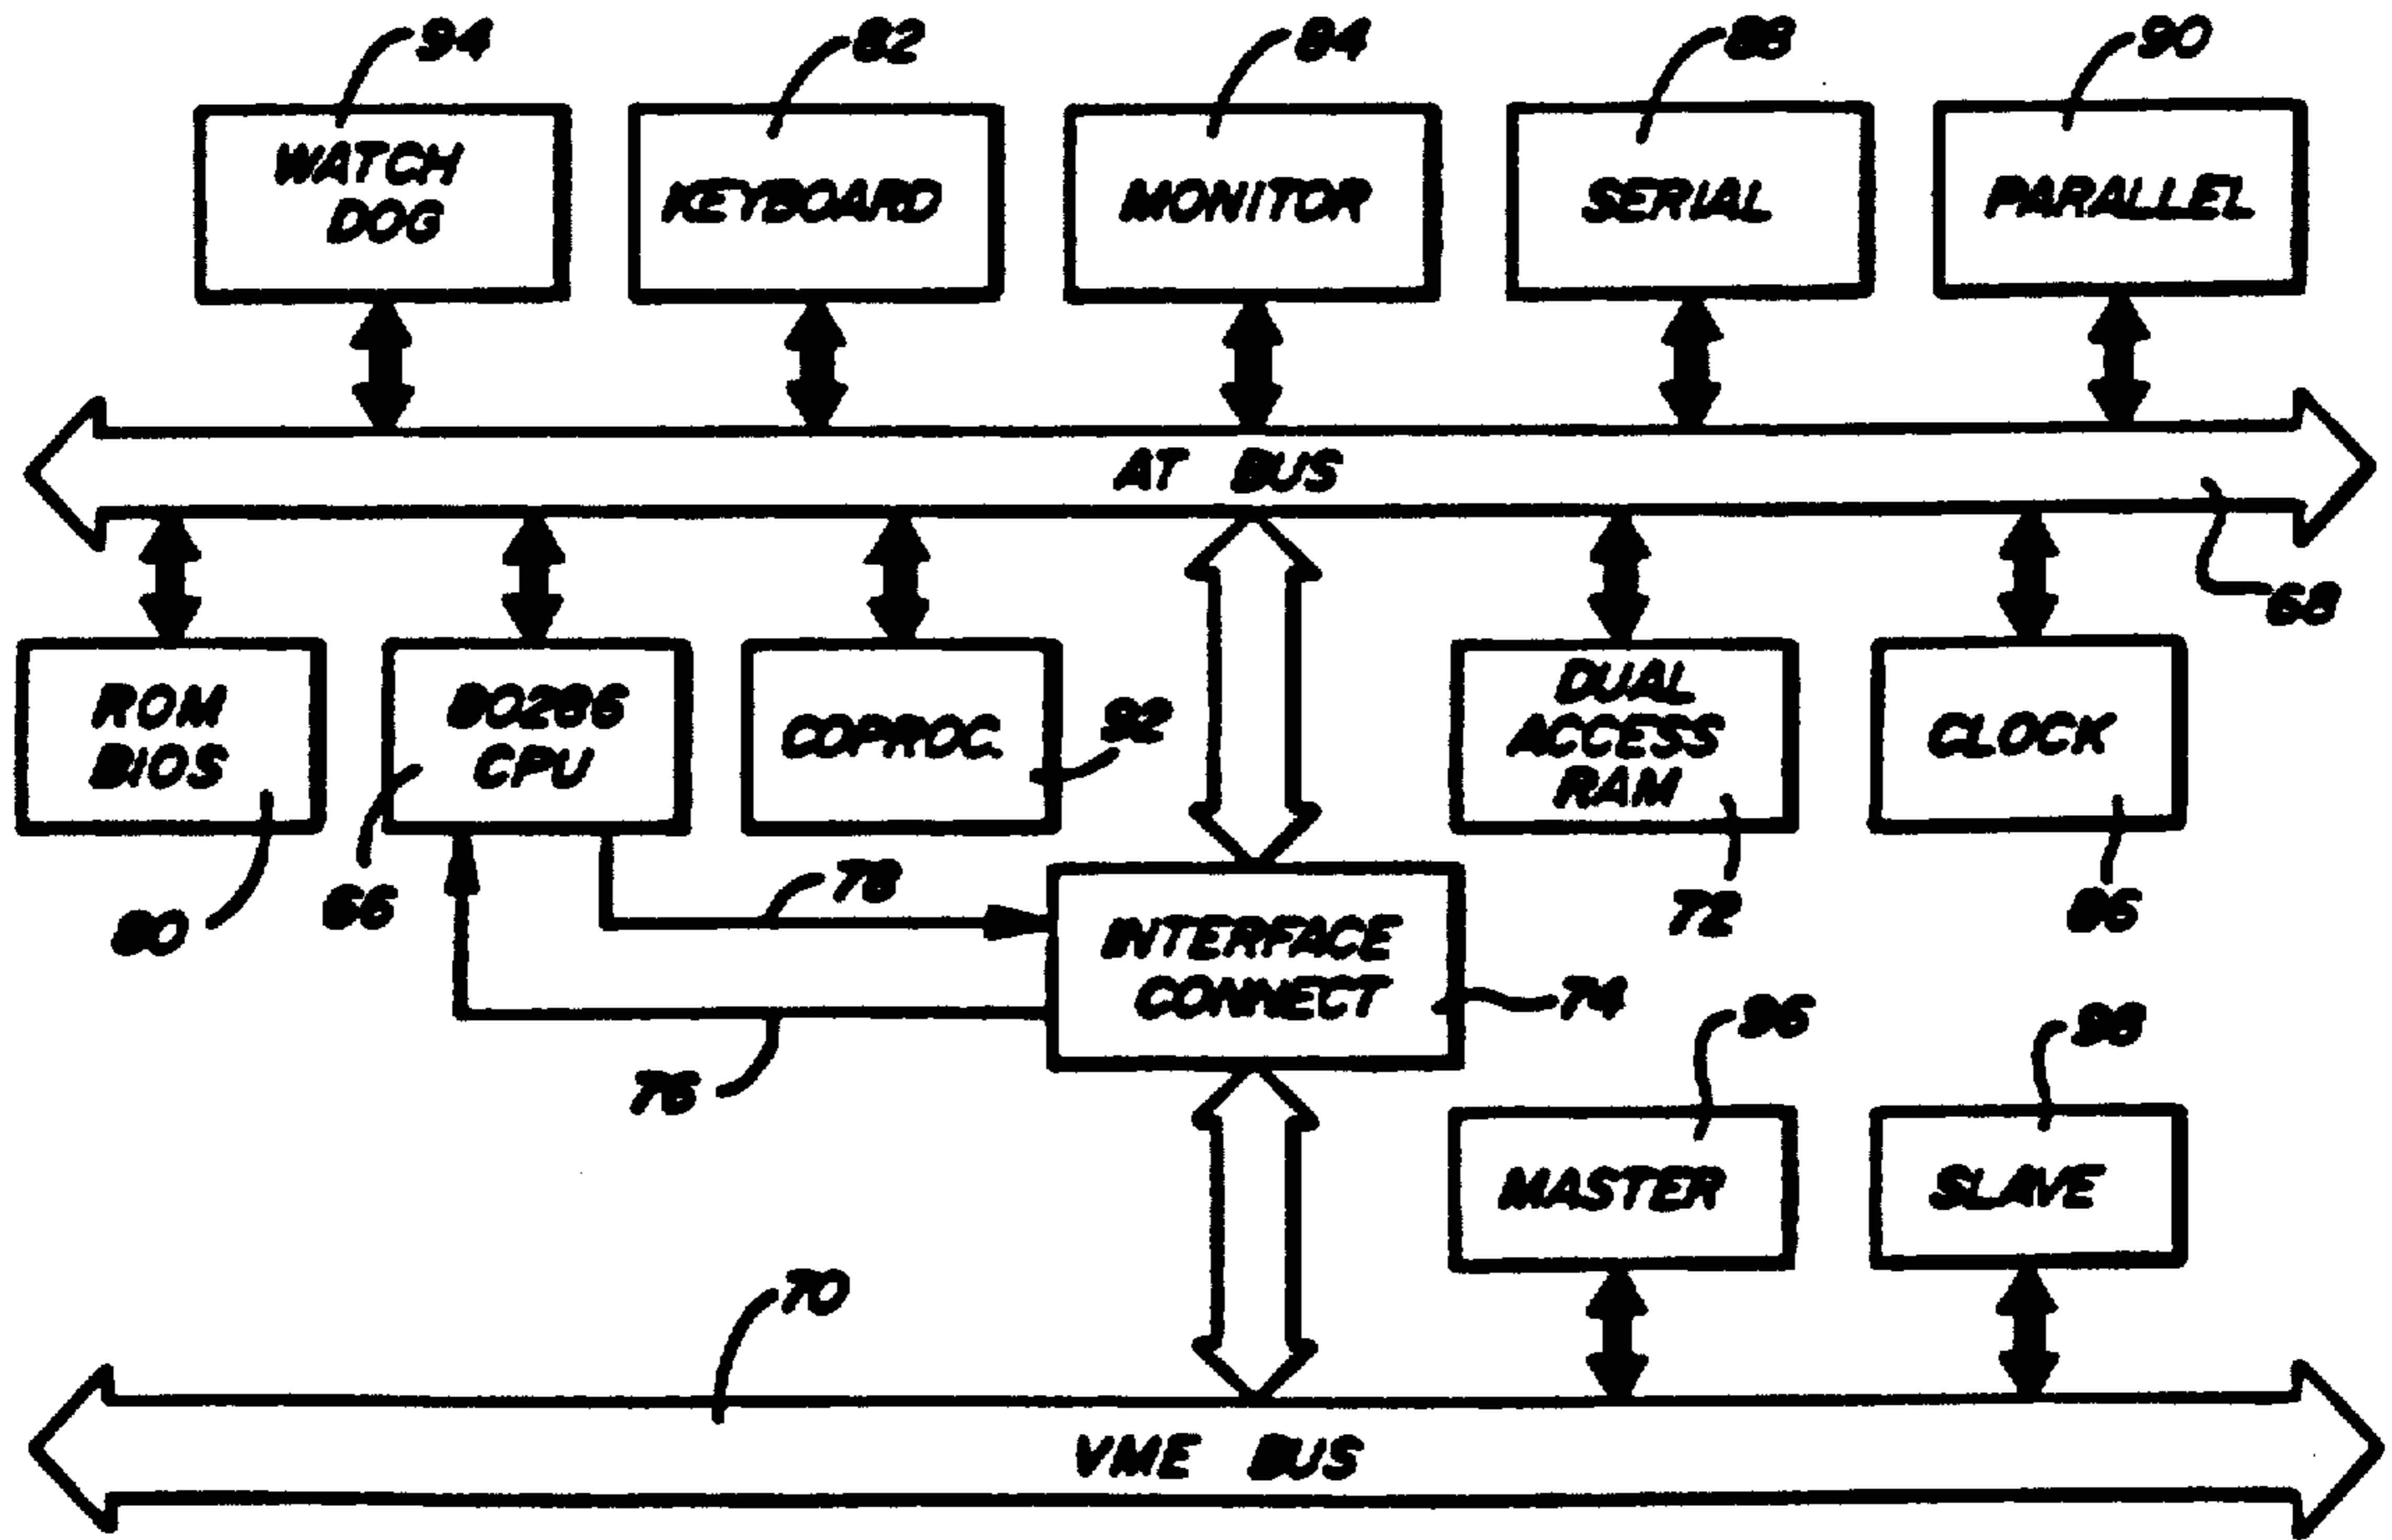 94
82
84
88
90
WATCH
DOG
KEYBOARD
MONITOR
SERIAL
PARALLEL
AT BUS
68
ROM
BIOS
80286
CPU
COPROC.
92
DUAL
ACCESS
RAM
CLOCK
80
66
78
72
86
INTERFACE
CONNECT
74
76
96
98
MASTER
SLAVE
70
VME BUS